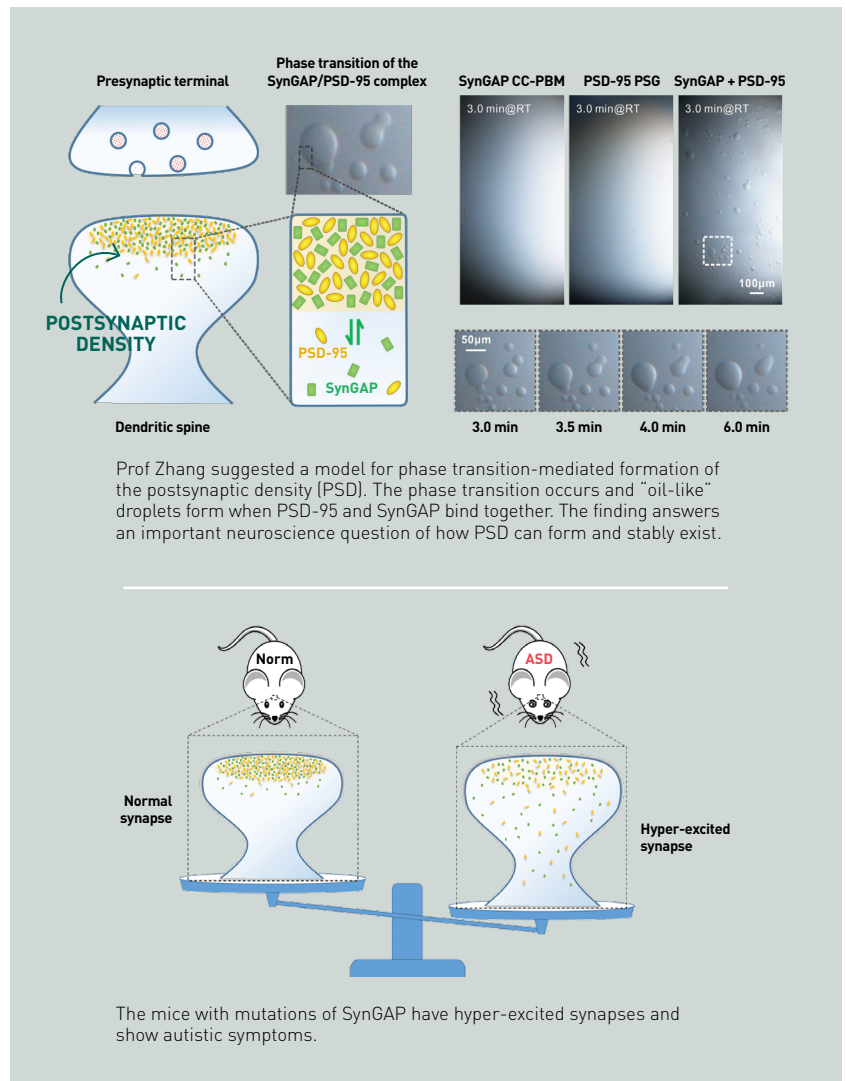 Presynaptic terminal
Phase transition of the
SynGAP/PSD-95 complex
SynGAP CC-PBM
PSD-95 PSG
SynGAP + PSD-95
3.0 min@RT
3.0 min@RT
3.0 min@RT
100µm
POSTSYNAPTIC
DENSITY
PSD-95
SynGAP
Dendritic spine
50µm
3.0 min
3.5 min
4.0 min
6.0 min
Prof Zhang suggested a model for phase transition-mediated formation of
the postsynaptic density (PSD). The phase transition occurs and “oil-like”
droplets form when PSD-95 and SynGAP bind together. The finding answers
an important neuroscience question of how PSD can form and stably exist.
Norm
ASD
Normal
synapse
Hyper-excited
synapse
The mice with mutations of SynGAP have hyper-excited synapses and
show autistic symptoms.